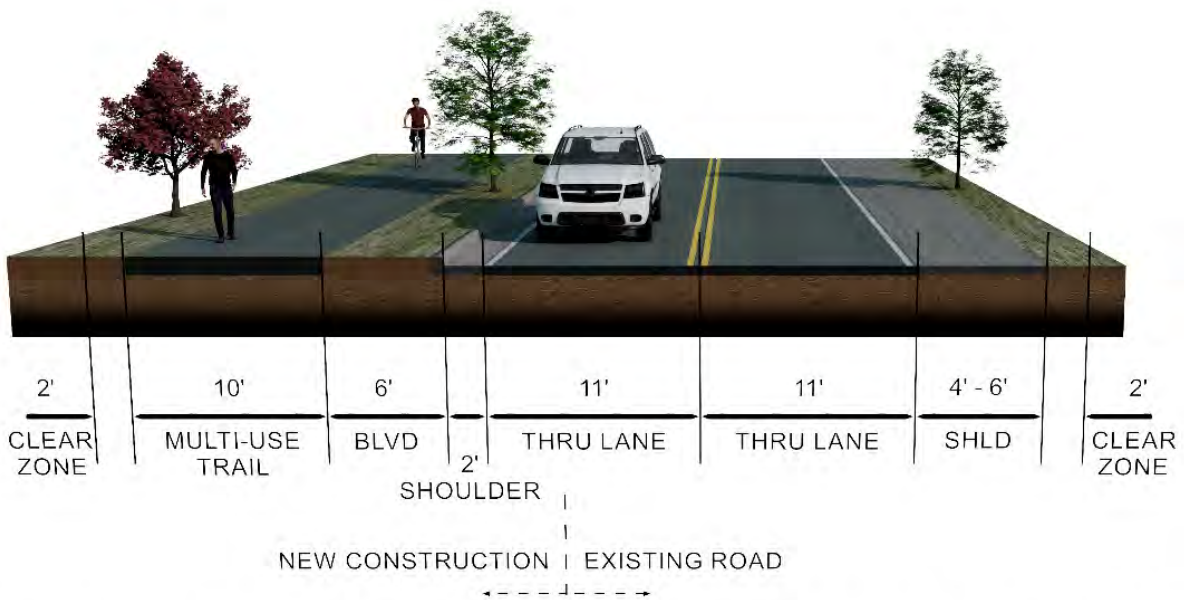 2' 10' 6' 11' 11' 4' - 6' 2'
CLEAR ZONE
MULTI-USE TRAIL
BLVD
2' SHOULDER
THRU LANE
THRU LANE
SHLD
CLEAR ZONE
NEW CONSTRUCTION EXISTING ROAD